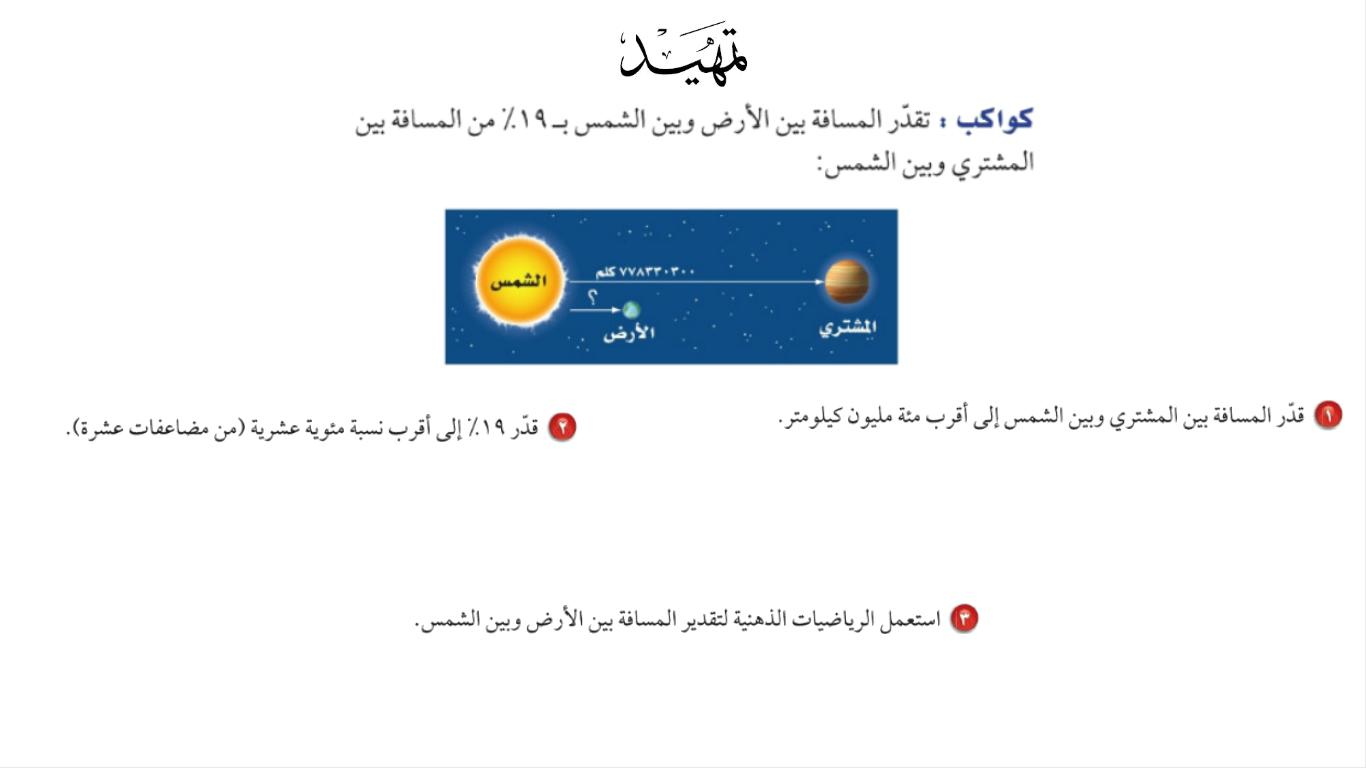 تمهيد
كواكب : تقدّر المسافة بين الأرض وبين الشمس بـ ١٩٪ من المسافة بين
المشتري وبين الشمس:
٧٧٨٣٣٠٣٠٠ كلم
الشمس
؟
الأرض
المشتري
١ قدّر المسافة بين المشتري وبين الشمس إلى أقرب مئة مليون كيلومتر.
٢ قدّر ١٩٪ إلى أقرب نسبة مئوية عشرية (من مضاعفات عشرة).
٣ استعمل الرياضيات الذهنية لتقدير المسافة بين الأرض وبين الشمس.